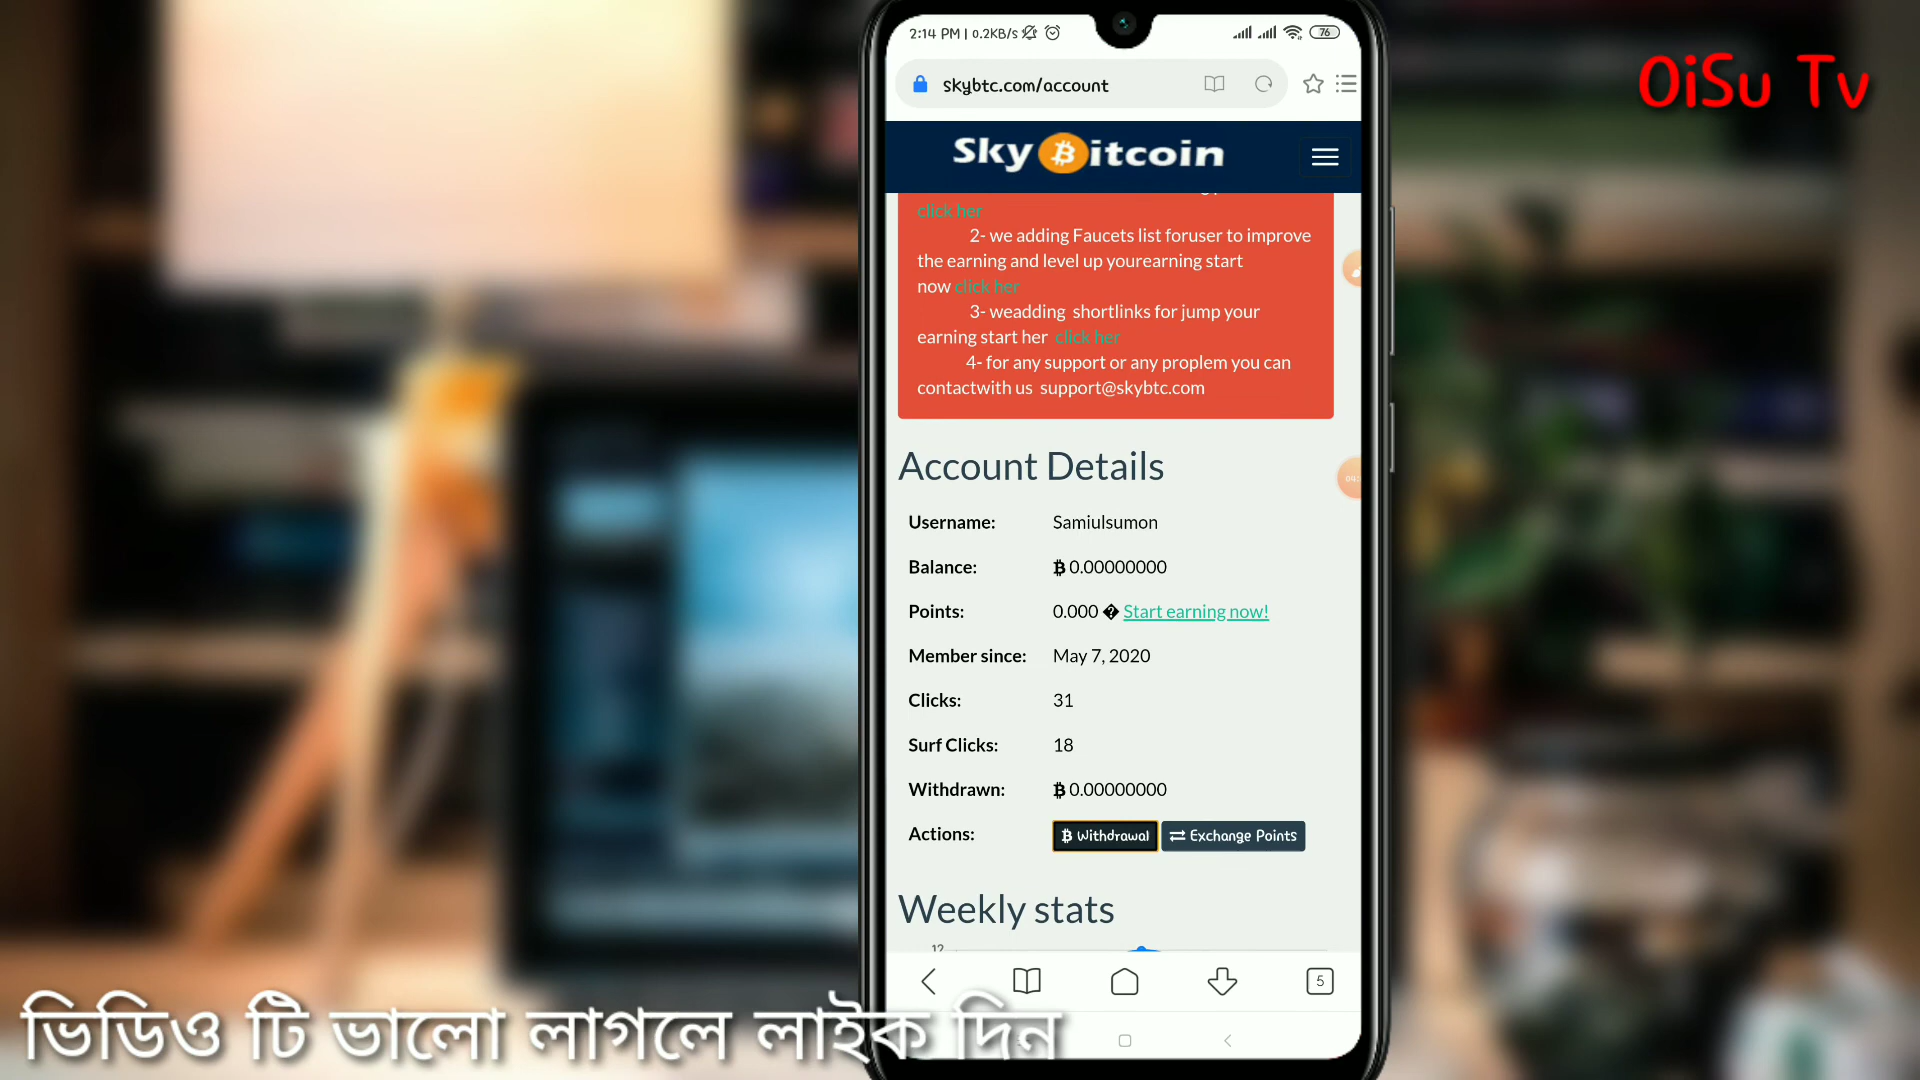 2:14 PM | 0.2KB/s
76
skybtc.com/account
OiSu Tv
Sky Bitcoin
click her
2- we adding Faucets list foruser to improve
the earning and level up yourearning start
now click her
3- weadding shortlinks for jump your
earning start her click her
4- for any support or any proplem you can
contactwith us support@skybtc.com
Account Details
Username: Samiulsumon
Balance: ₿ 0.00000000
Points: 0.000 � Start earning now!
Member since: May 7, 2020
Clicks: 31
Surf Clicks: 18
Withdrawn: ₿ 0.00000000
Actions: ₿ Withdrawal Exchange Points
Weekly stats
12
5
ভিডিও টি ভালো লাগলে লাইক দিন